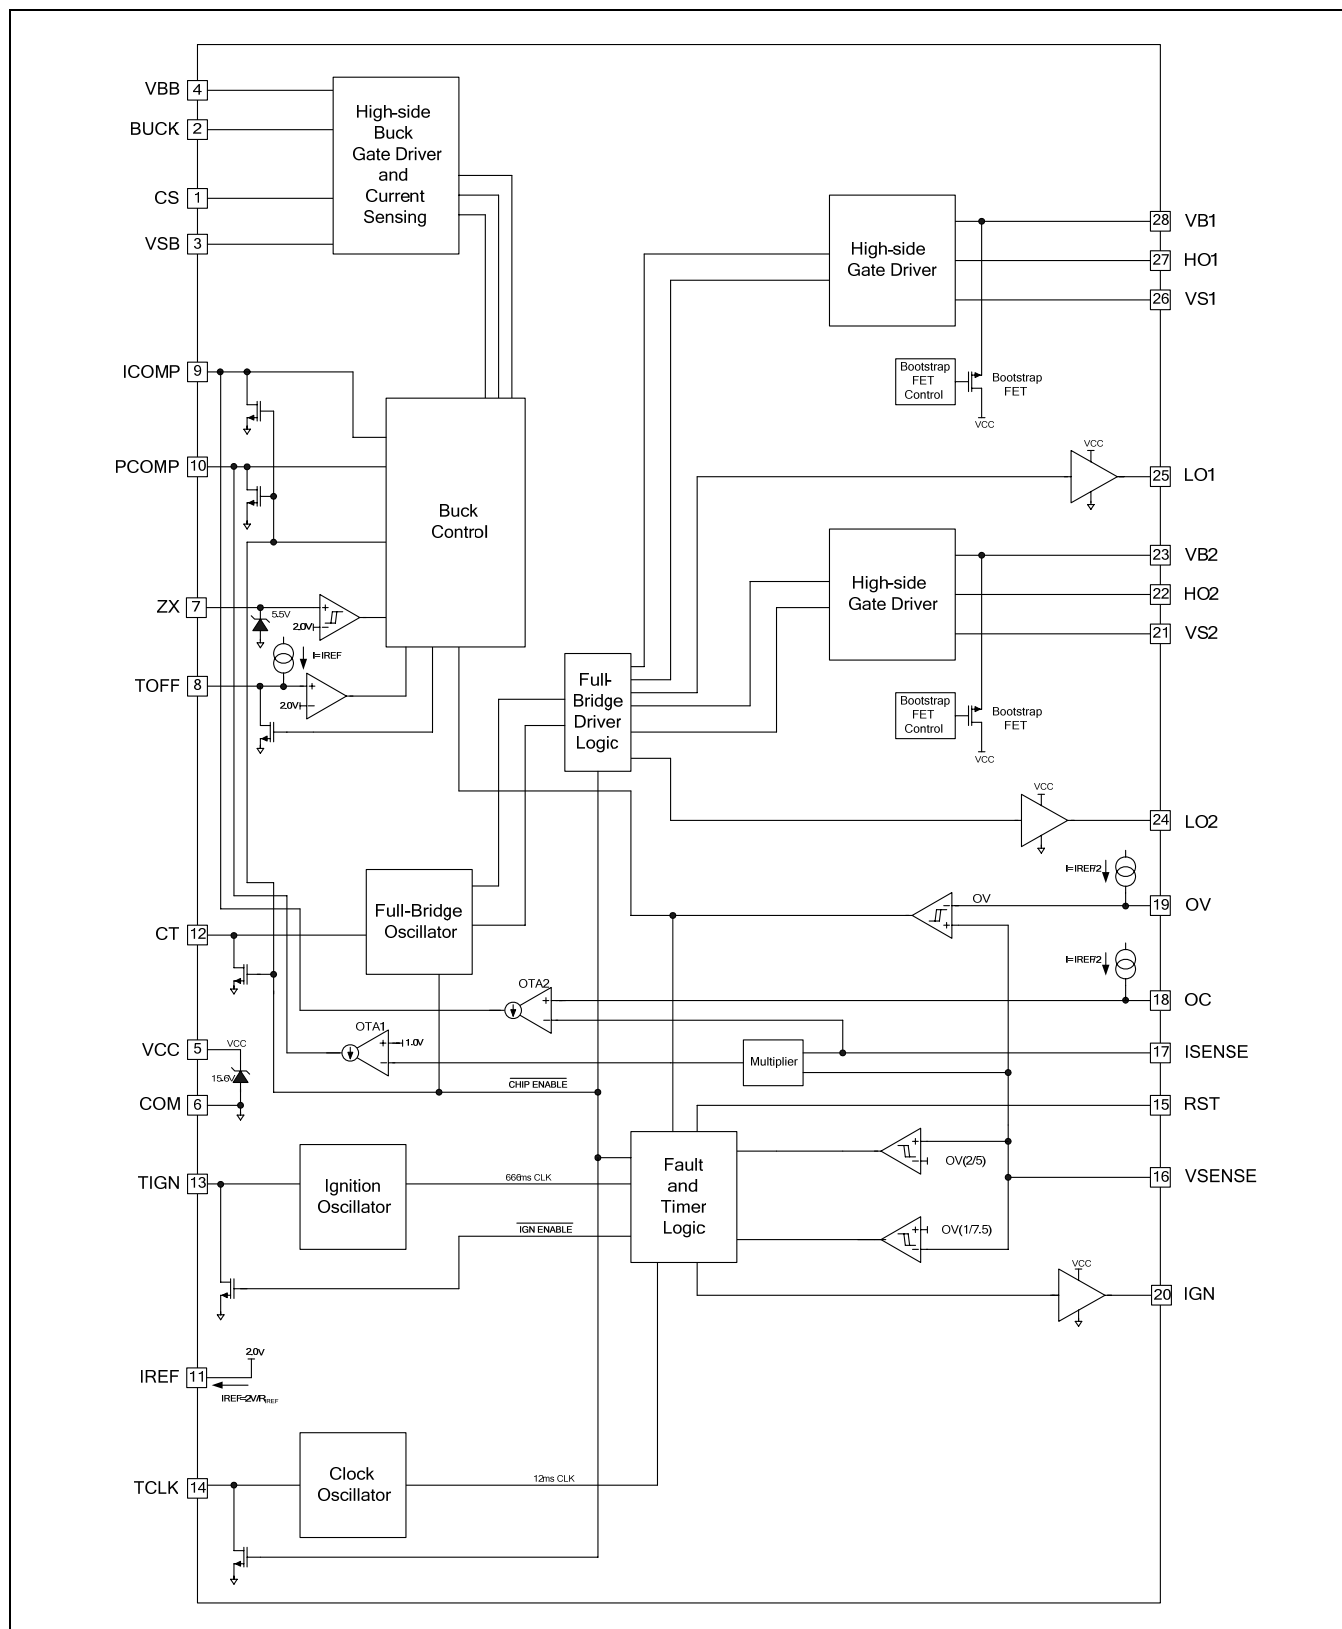 VBB 4
BUCK 2
CS 1
VSB 3
High-side
Buck
Gate Driver
and
Current
Sensing
28 VB1
27 HO1
26 VS1
High-side
Gate Driver
Bootstrap
FET
Control
Bootstrap
FET
VCC
ICOMP 9
PCOMP 10
Buck
Control
VCC
25 LO1
23 VB2
22 HO2
21 VS2
High-side
Gate Driver
ZX 7
5.5V
+
2.0V
−
I=IREF
TOFF 8
+
2.0V
−
Full-
Bridge
Driver
Logic
Bootstrap
FET
Control
Bootstrap
FET
VCC
VCC
24 LO2
I=IREF/2
OV
−
+
19 OV
Full-Bridge
Oscillator
CT 12
I=IREF/2
OTA2
+
−
18 OC
OTA1
+
1.0V
−
VCC 5
VCC
15.6V
COM 6
Multiplier
17 ISENSE
CHIP ENABLE
15 RST
+
−
OV(2/5)
16 VSENSE
TIGN 13
Ignition
Oscillator
666ms CLK
IGN ENABLE
Fault
and
Timer
Logic
+
−
OV(1/7.5)
VCC
20 IGN
2.0V
IREF 11
IREF=2V/RIREF
TCLK 14
Clock
Oscillator
12ms CLK